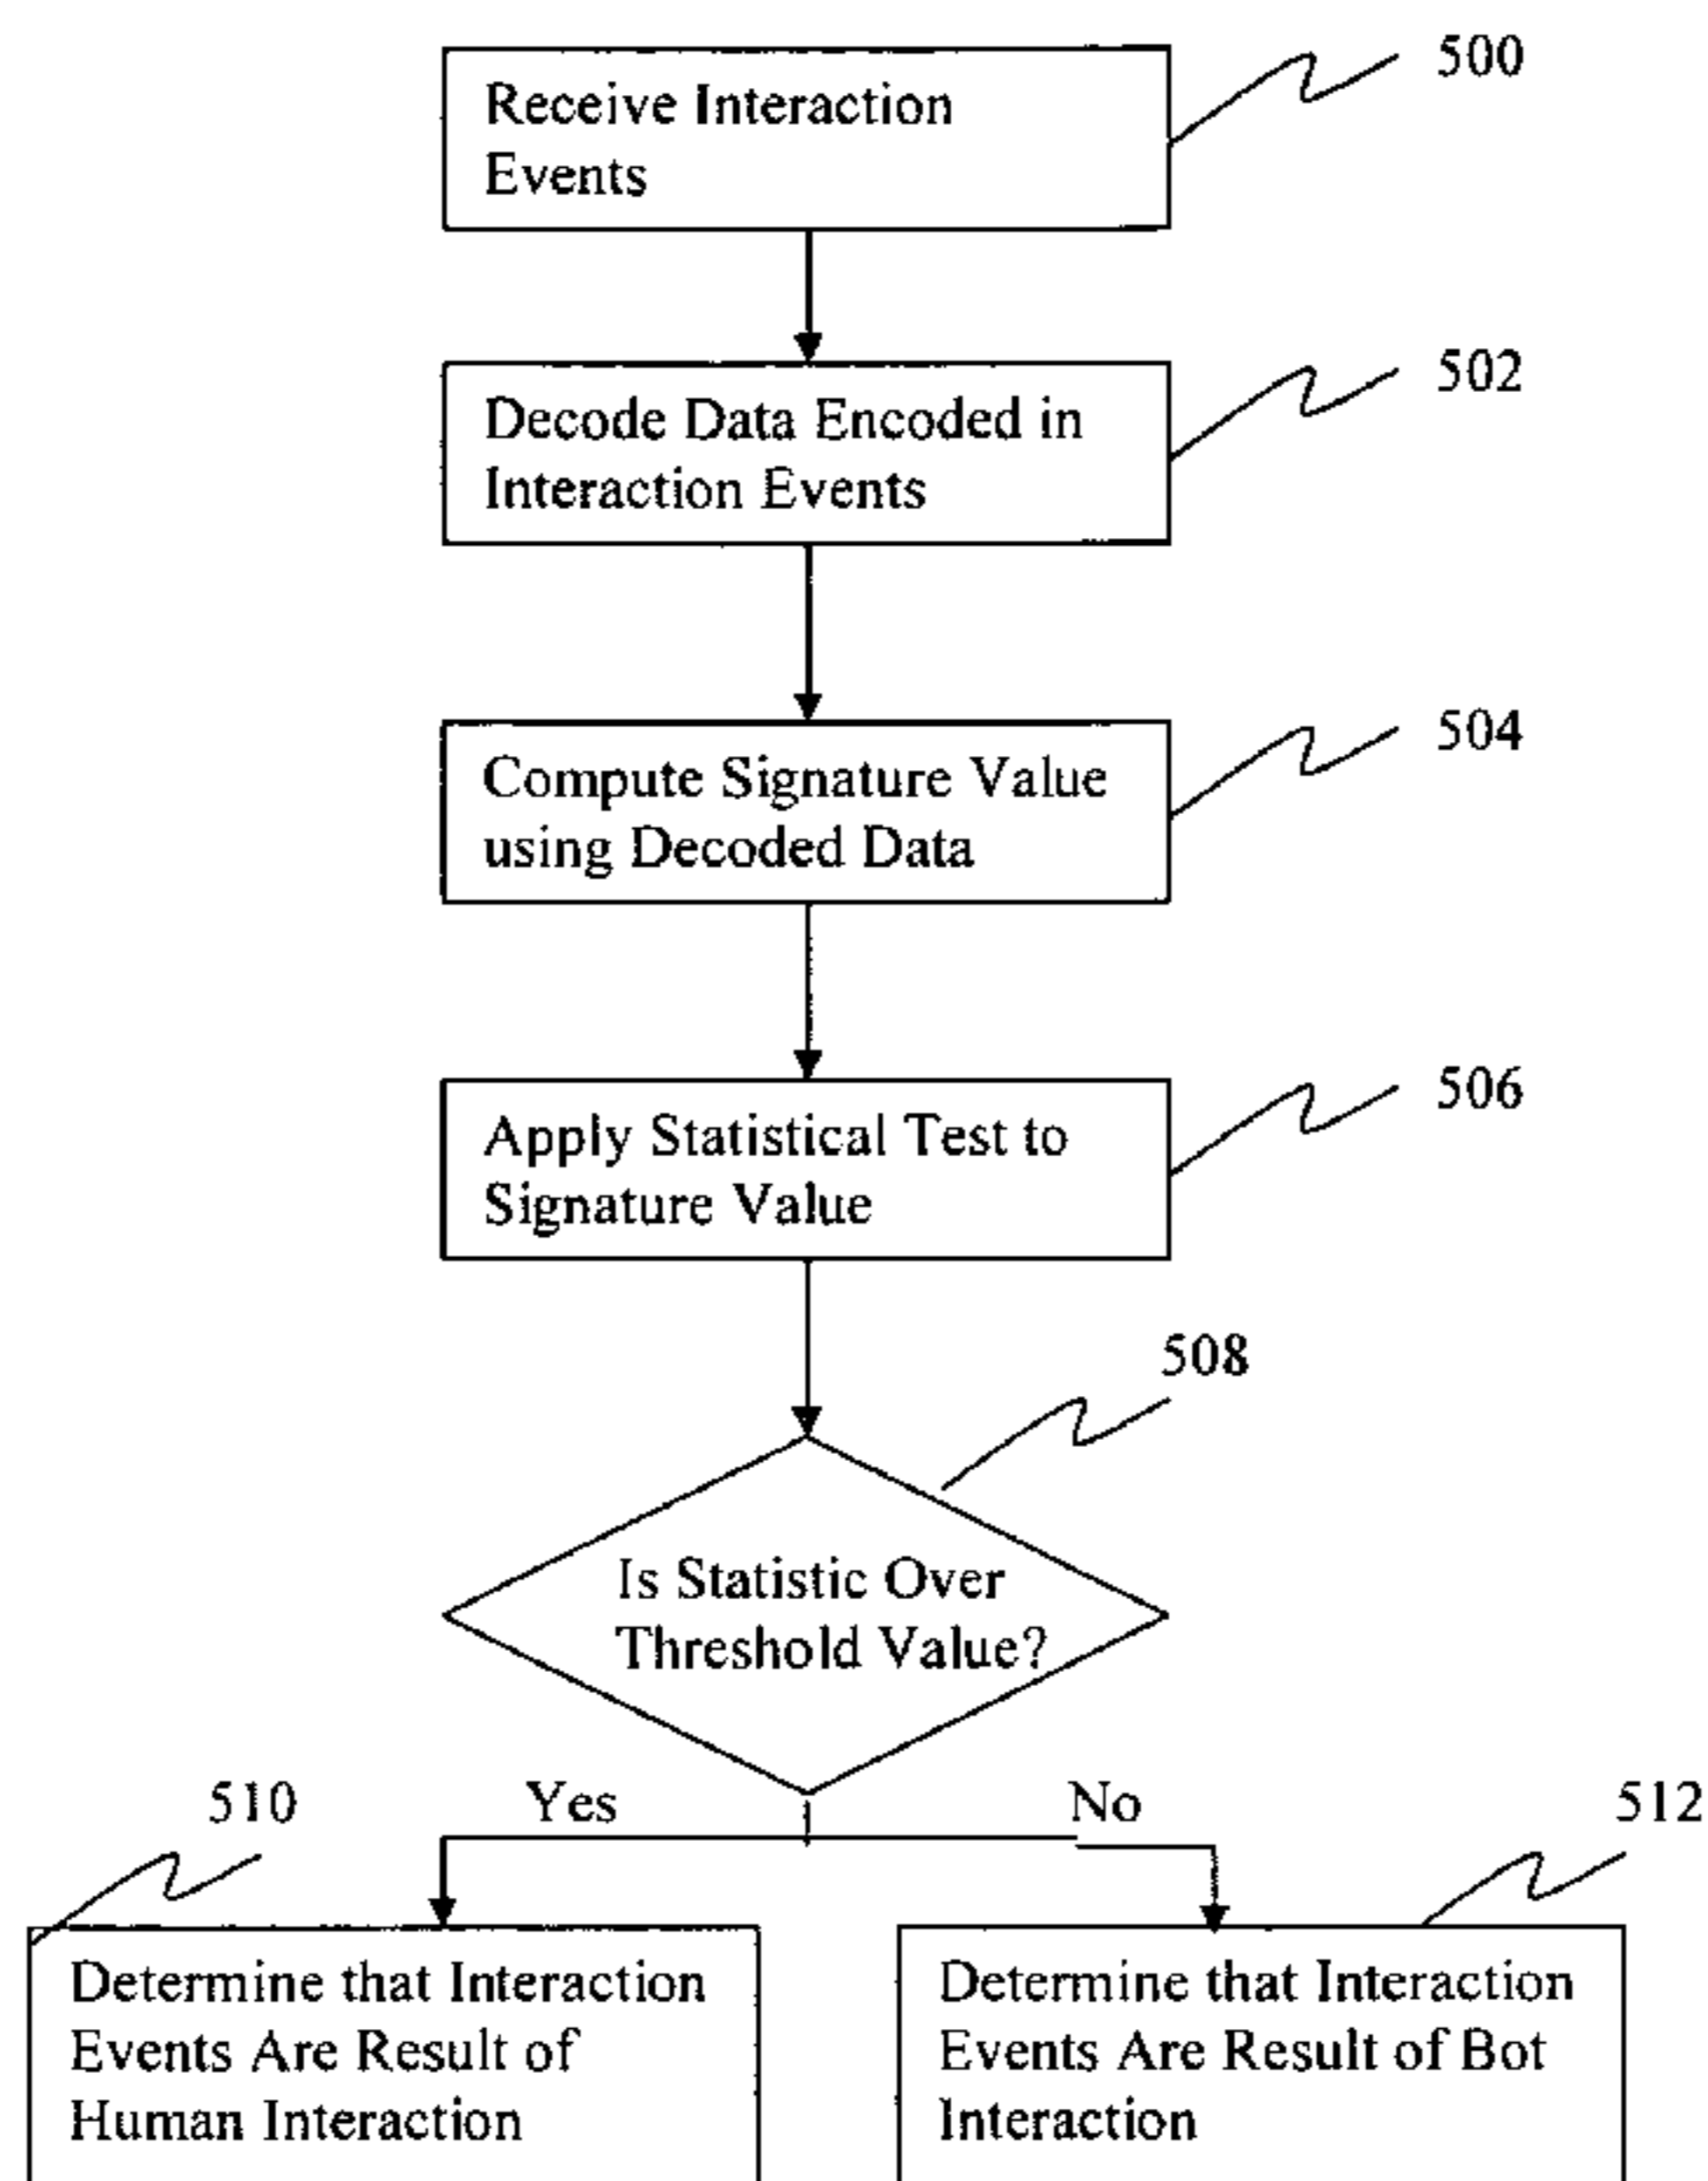 500
Receive Interaction
Events
502
Decode Data Encoded in
Interaction Events
504
Compute Signature Value
using Decoded Data
506
Apply Statistical Test to
Signature Value
508
Is Statistic Over
Threshold Value?
510
Yes
No
512
Determine that Interaction
Events Are Result of
Human Interaction
Determine that Interaction
Events Are Result of Bot
Interaction